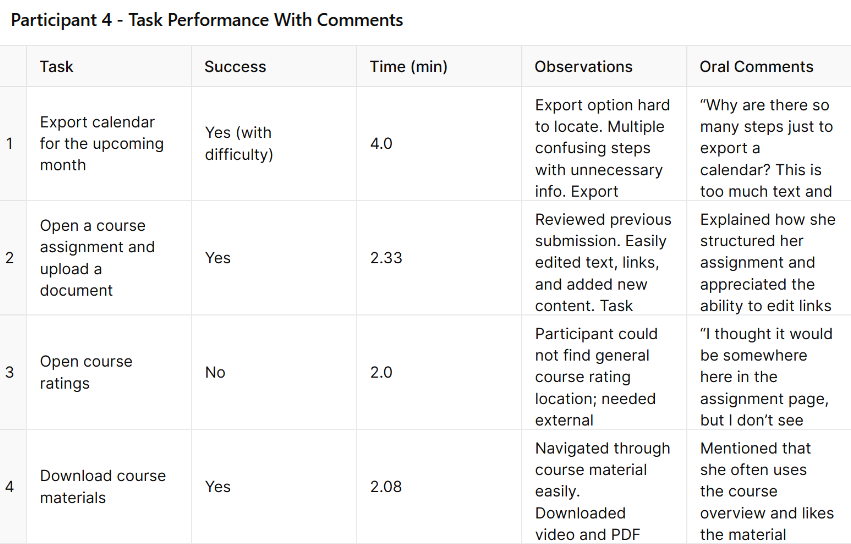 Participant 4 - Task Performance With Comments
Task
Success
Time (min)
Observations
Oral Comments
1
Export calendar
for the upcoming
month
Yes (with
difficulty)
4.0
Export option hard
to locate. Multiple
confusing steps
with unnecessary
info. Export
“Why are there so
many steps just to
export a
calendar? This is
too much text and
2
Open a course
assignment and
upload a
document
Yes
2.33
Reviewed previous
submission. Easily
edited text, links,
and added new
content. Task
Explained how she
structured her
assignment and
appreciated the
ability to edit links
3
Open course
ratings
No
2.0
Participant could
not find general
course rating
location; needed
external
“I thought it would
be somewhere
here in the
assignment page,
but I don’t see
4
Download course
materials
Yes
2.08
Navigated through
course material
easily.
Downloaded
video and PDF
Mentioned that
she often uses
the course
overview and likes
the material